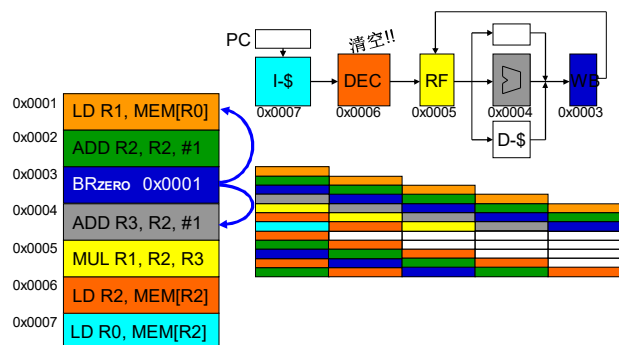 PC
清空!!
I-$
DEC
RF
D-$
WB
0x0007
0x0006
0x0005
0x0004
0x0003
0x0001
LD R1, MEM[R0]
0x0002
ADD R2, R2, #1
0x0003
BRZERO 0x0001
0x0004
ADD R3, R2, #1
0x0005
MUL R1, R2, R3
0x0006
LD R2, MEM[R2]
0x0007
LD R0, MEM[R2]